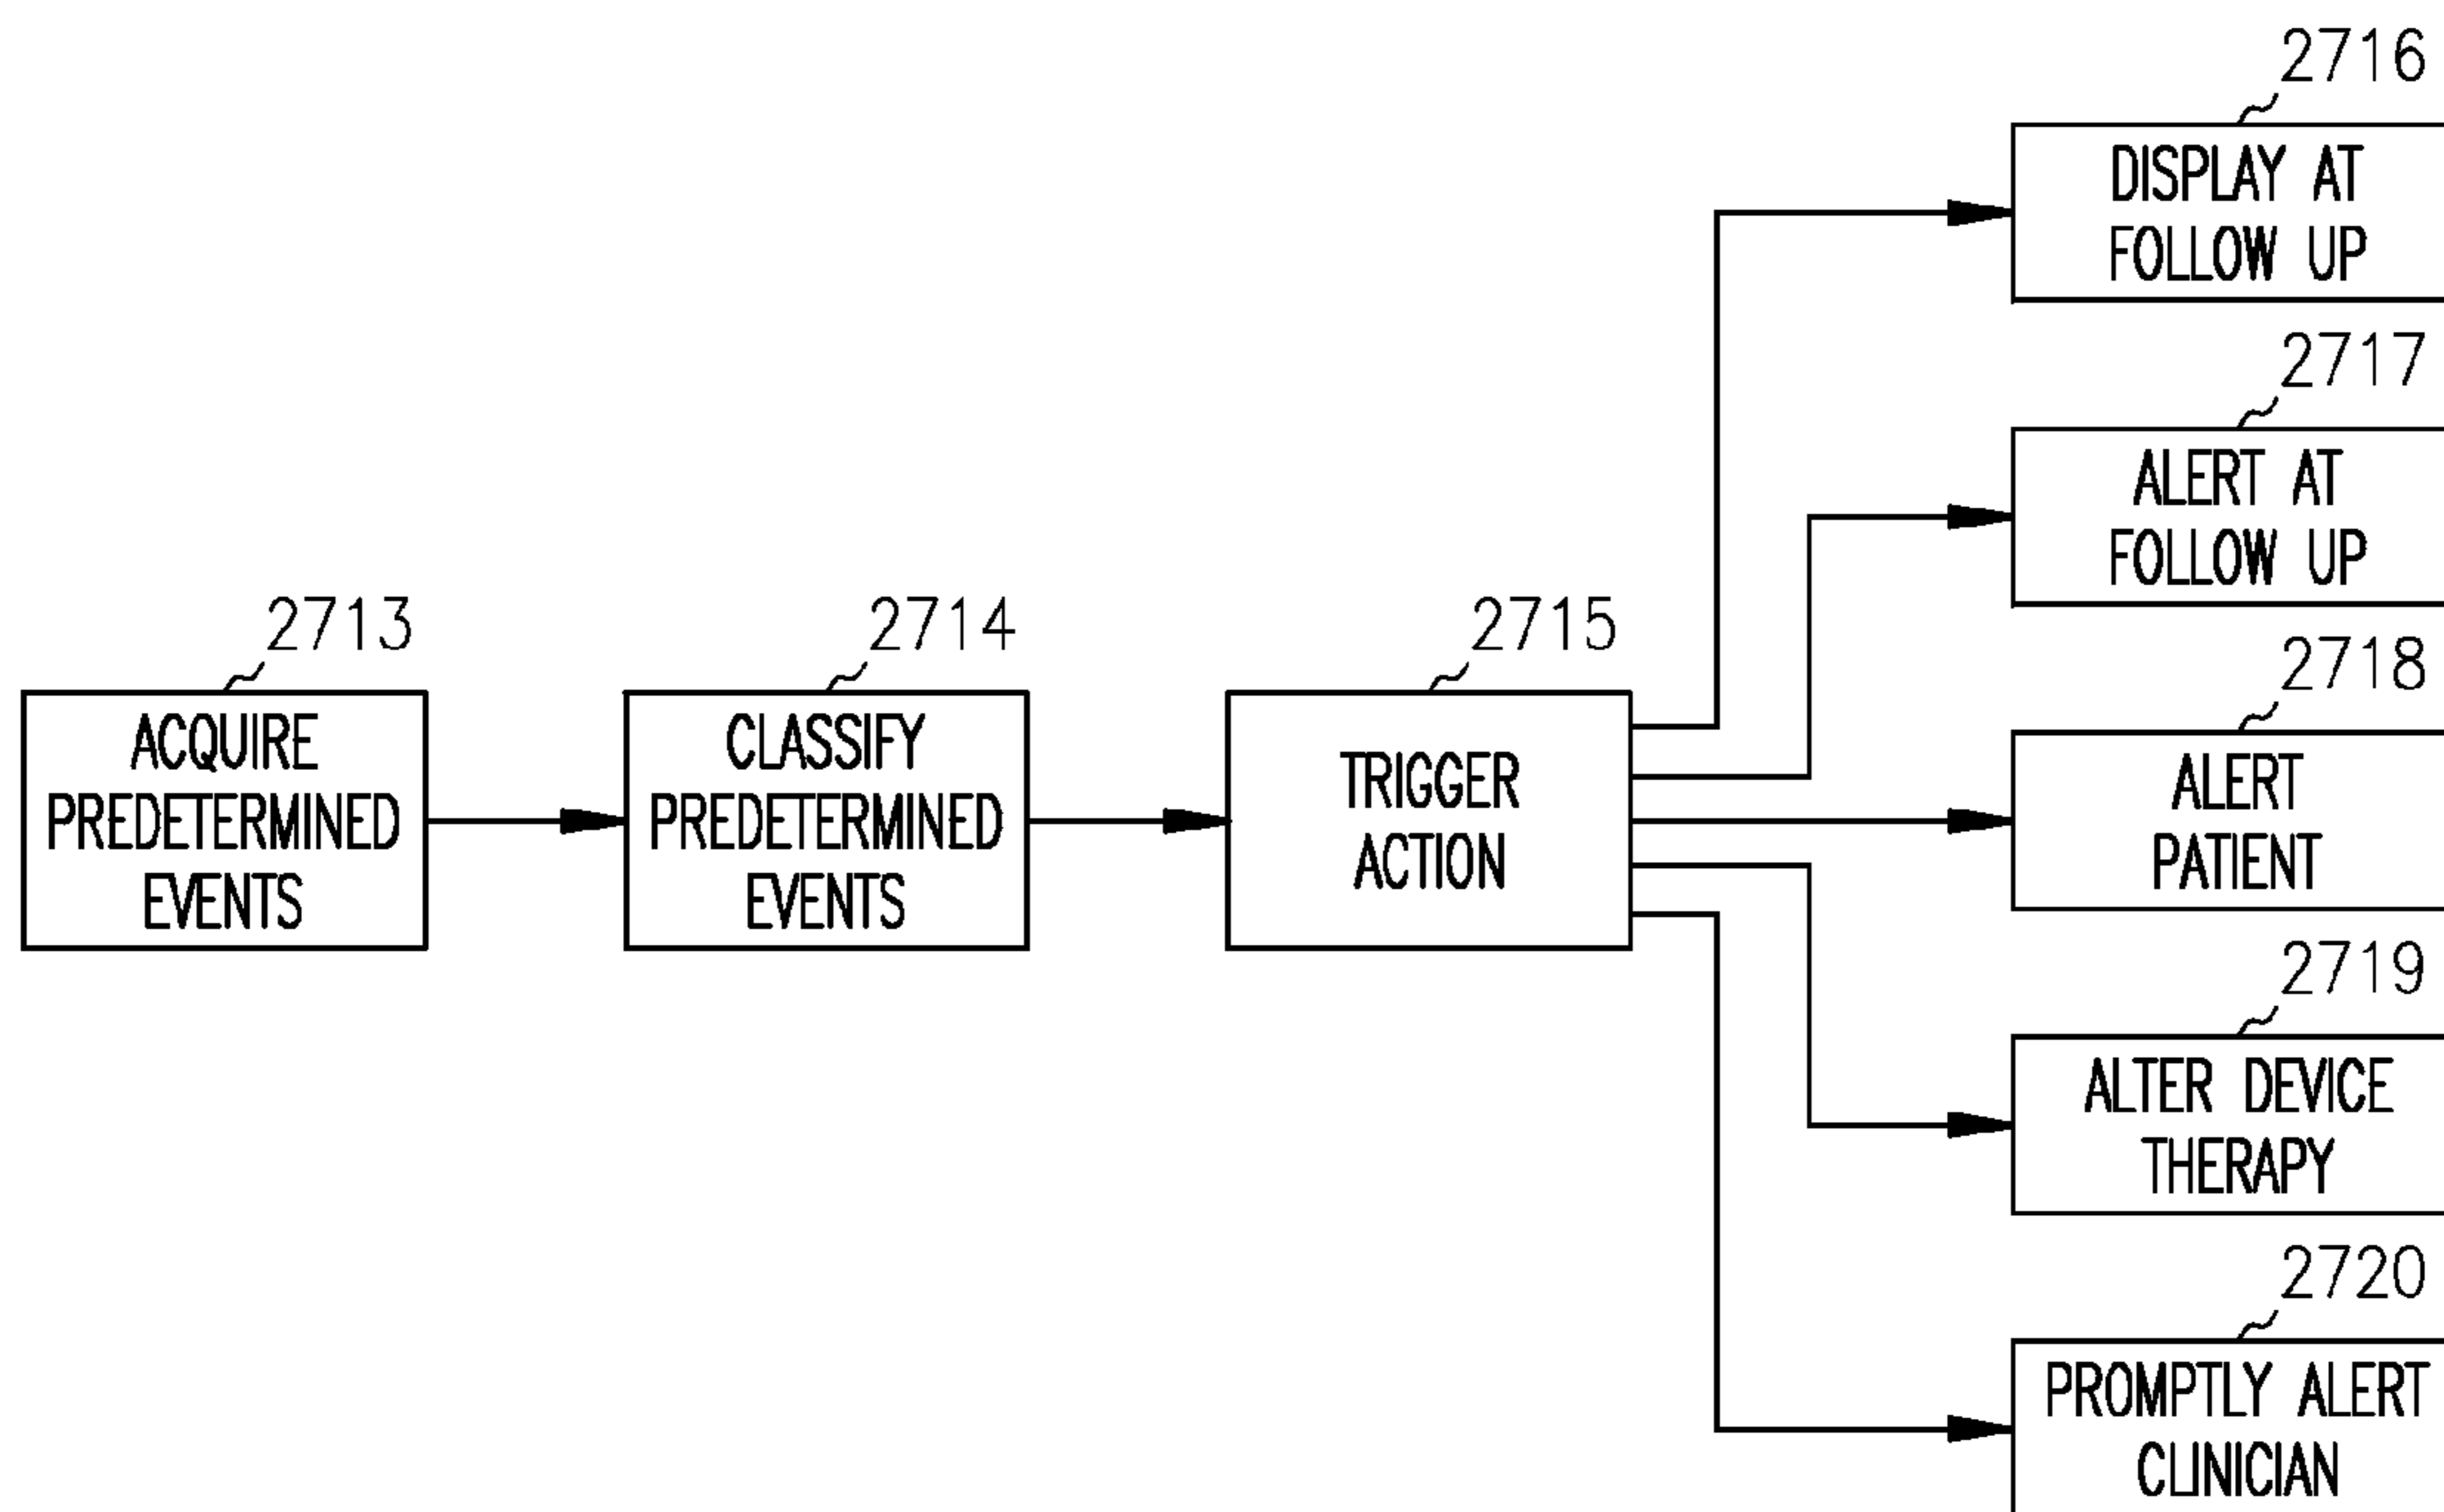 2716
DISPLAY AT
FOLLOW UP
2717
ALERT AT
FOLLOW UP
2713
ACQUIRE
PREDETERMINED
EVENTS
2714
CLASSIFY
PREDETERMINED
EVENTS
2715
TRIGGER
ACTION
2718
ALERT
PATIENT
2719
ALTER DEVICE
THERAPY
2720
PROMPTLY ALERT
CLINICIAN